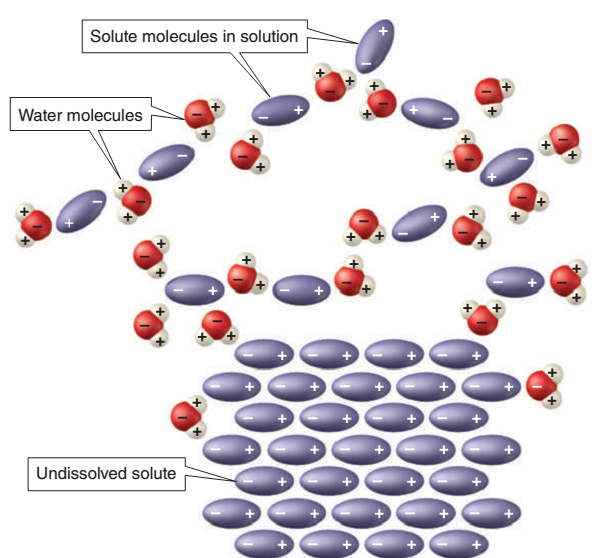 Solute molecules in solution
Water molecules
Undissolved solute